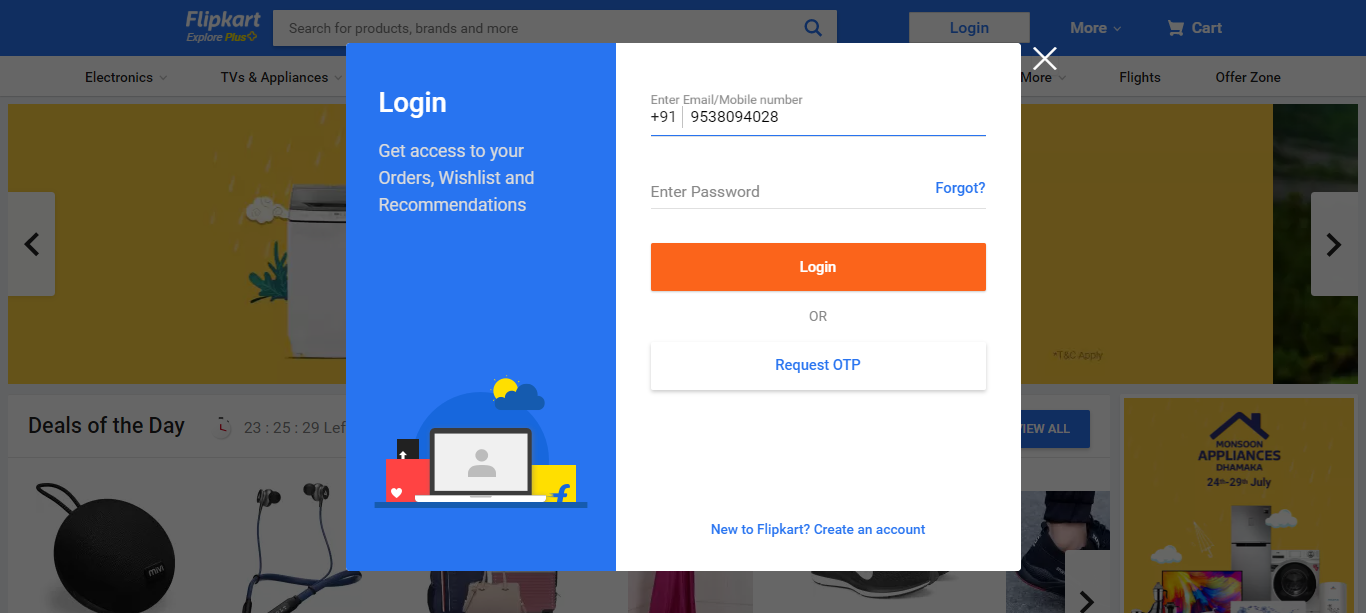 Flipkart
Explore Plus
Search for products, brands and more
Login
More
Cart
Electronics
TVs & Appliances
More
Flights
Offer Zone
Login
Get access to your
Orders, Wishlist and
Recommendations
Enter Email/Mobile number
+91 9538094028
Enter Password
Forgot?
Login
OR
Request OTP
New to Flipkart? Create an account
*T&C Apply
Deals of the Day
23 : 25 : 29 Lef
VIEW ALL
MONSOON
APPLIANCES
DHAMAKA
24th-29th July
mivi